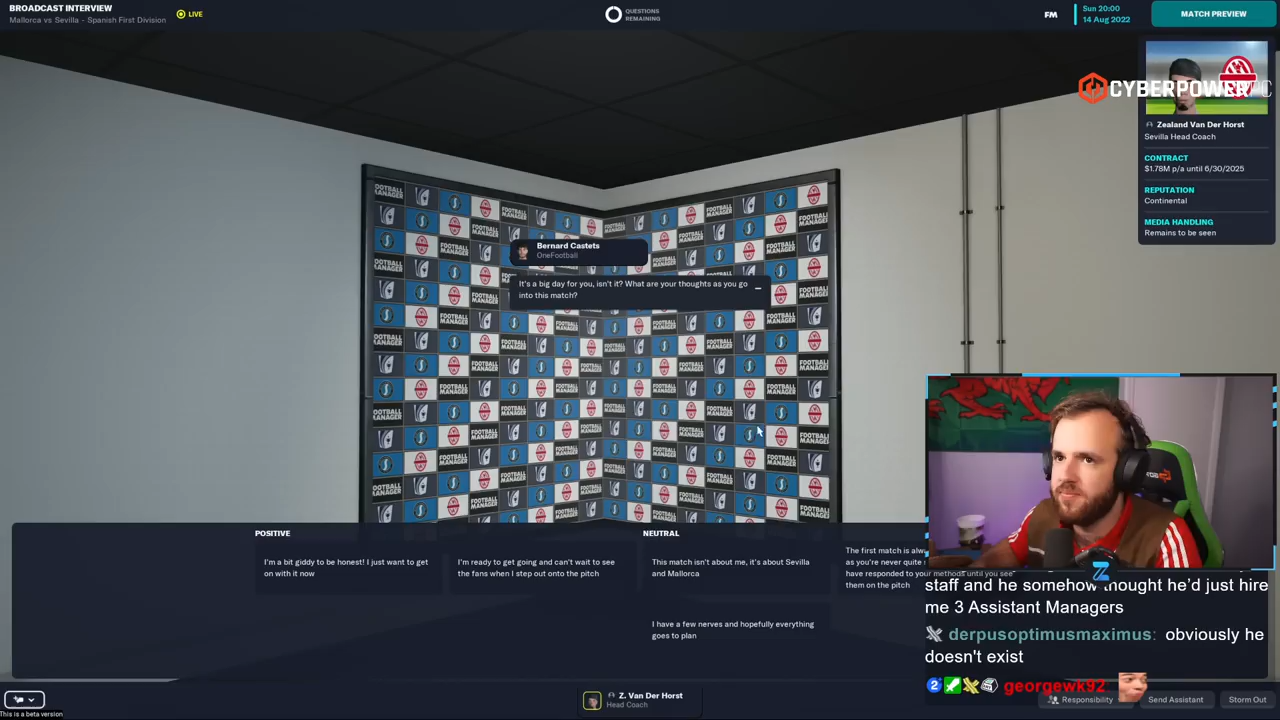 BROADCAST INTERVIEW
Mallorca vs Sevilla - Spanish First Division
LIVE
QUESTIONS
REMAINING
FM
Sun 20:00
14 Aug 2022
MATCH PREVIEW
CYBERPOWERPC
Zealand Van Der Horst
Sevilla Head Coach
CONTRACT
$1.78M p/a until 6/30/2025
REPUTATION
Continental
MEDIA HANDLING
Remains to be seen
FOOTBALL
MANAGER
Bernard Castets
OneFootball
It's a big day for you, isn't it? What are your thoughts as you go
into this match?
POSITIVE
I'm a bit giddy to be honest! I just want to get
on with it now
I'm ready to get going and can't wait to see
the fans when I step out onto the pitch
NEUTRAL
This match isn't about me, it's about Sevilla
and Mallorca
I have a few nerves and hopefully everything
goes to plan
The first match is
as you're never quite
have responded to your methods until you see
them on the pitch
staff and he somehow thought he'd just hire
me 3 Assistant Managers
derpusoptimusmaximus: obviously he
doesn't exist
georgewk92:
Z. Van Der Horst
Head Coach
Responsibility
Send Assistant
Storm Out
This is a beta version